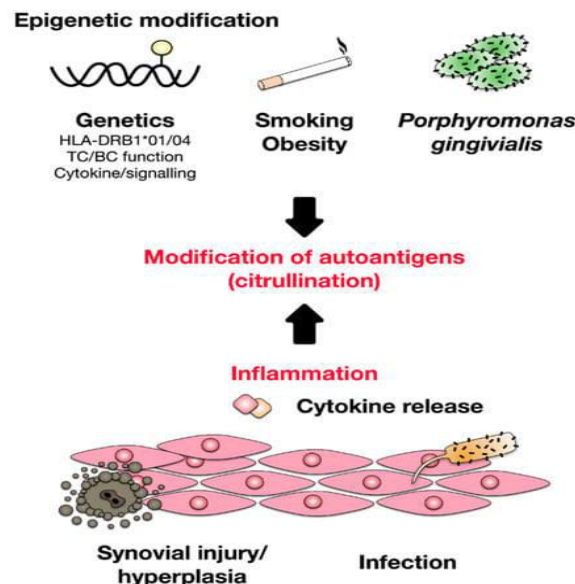 Epigenetic modification
Genetics
HLA-DRB1*01/04
TC/BC function
Cytokine/signalling
Smoking
Obesity
Porphyromonas
gingivialis
Modification of autoantigens
(citrullination)
Inflammation
Cytokine release
Synovial injury/
hyperplasia
Infection